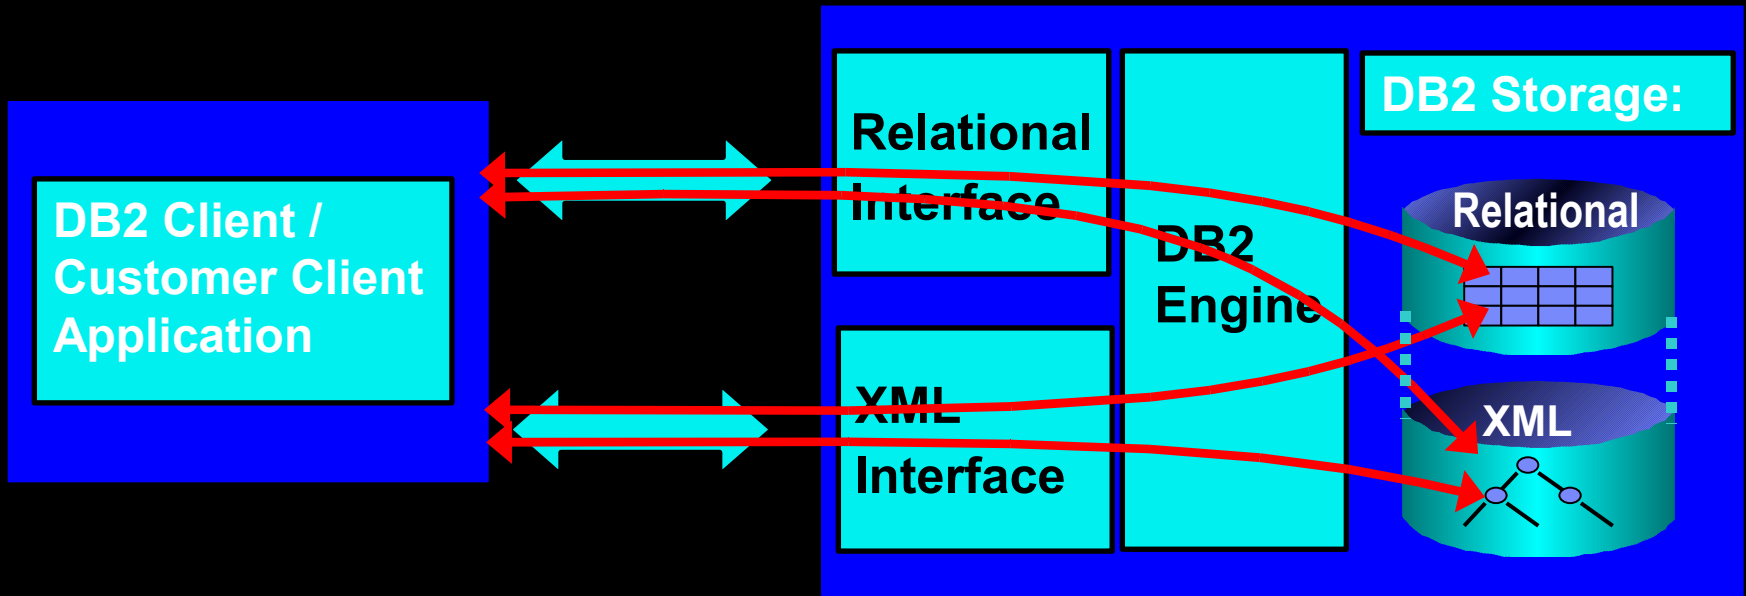 DB2 Client /
Customer Client
Application
Relational
Interface
XML
Interface
DB2
Engine
DB2 Storage:
Relational
XML